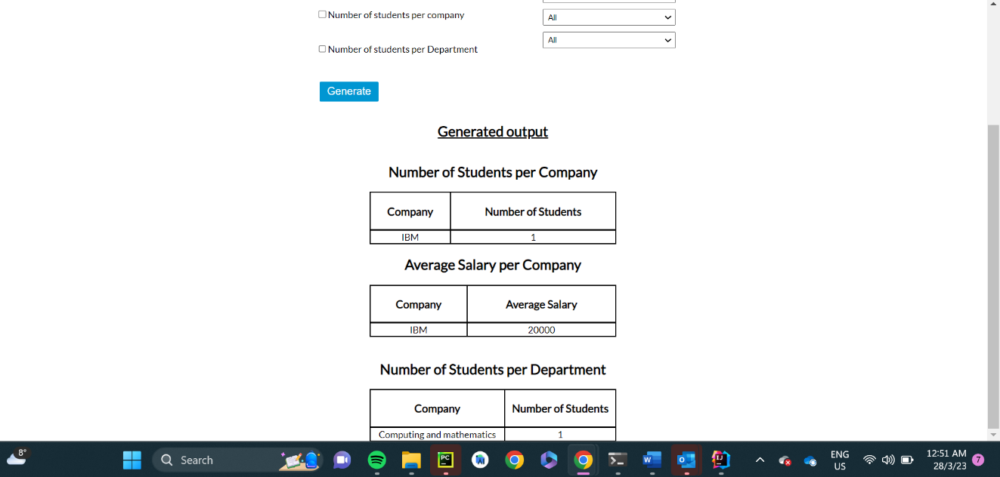 Number of students per company
All
All
Number of students per Department
Generate
Generated output
Number of Students per Company
Company Number of Students
IBM 1
Average Salary per Company
Company Average Salary
IBM 20000
Number of Students per Department
Company Number of Students
Computing and mathematics 1
8°
Search
PC
W
O
IJ
ENG
US
12:51 AM
28/3/23
7